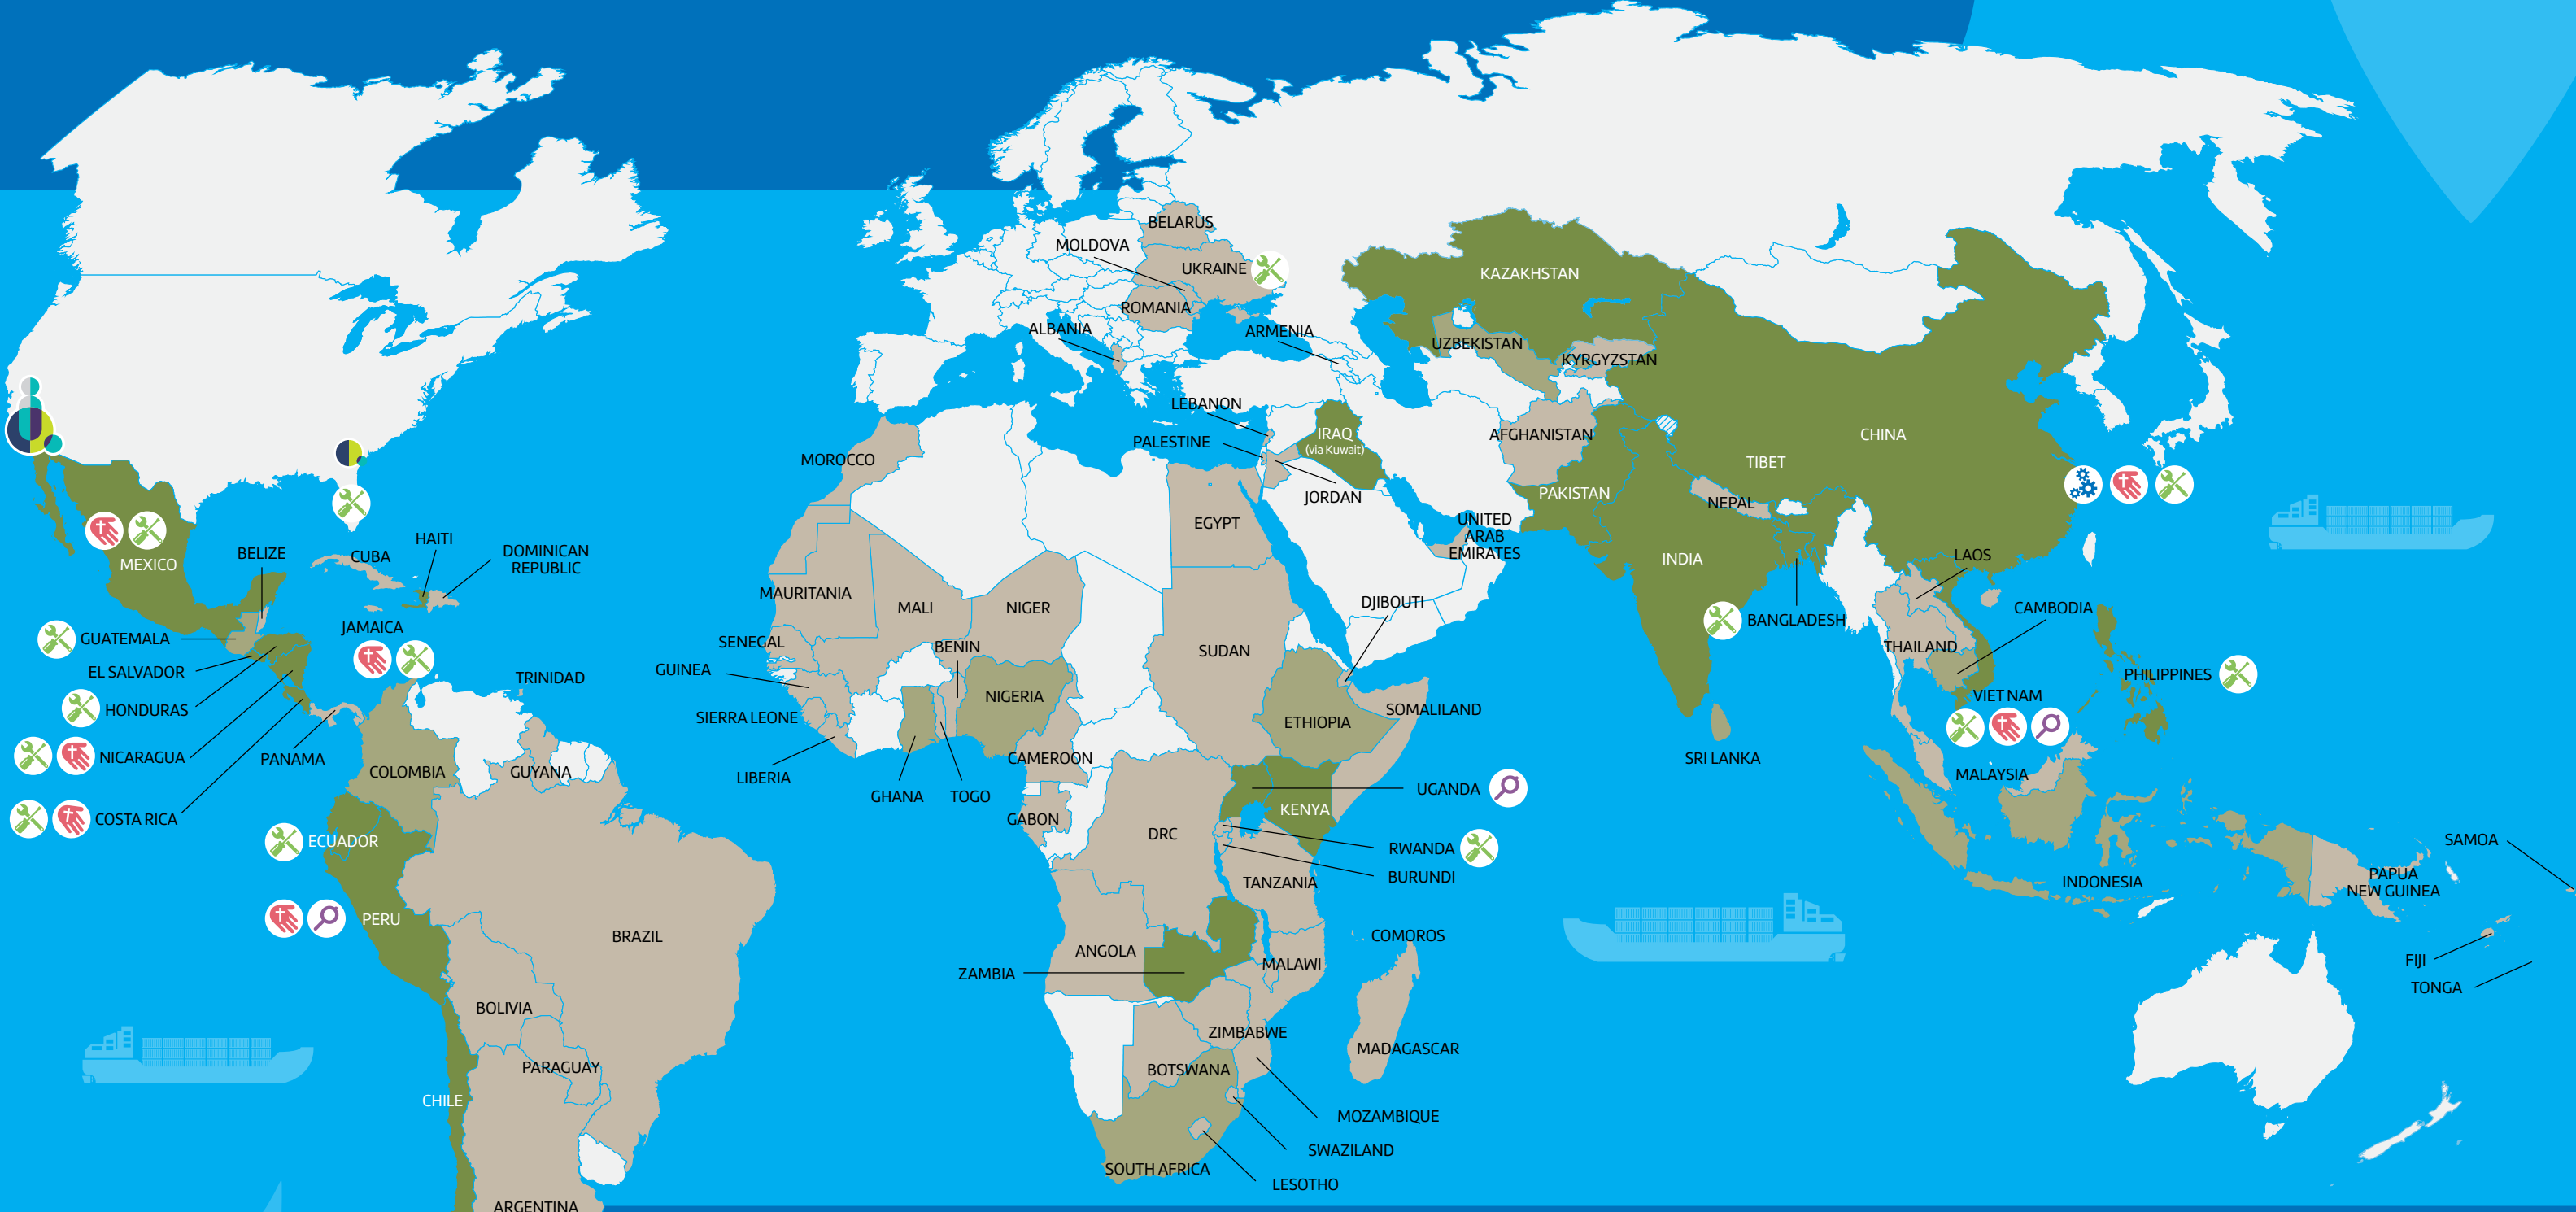 BELARUS
MOLDOVA
UKRAINE
KAZAKHSTAN
ROMANIA
ALBANIA
ARMENIA
UZBEKISTAN
KYRGYZSTAN
LEBANON
PALESTINE
IRAQ
(via Kuwait)
AFGHANISTAN
CHINA
MOROCCO
TIBET
JORDAN
PAKISTAN
NEPAL
EGYPT
UNITED
ARAB
EMIRATES
HAITI
BELIZE
CUBA
DOMINICAN
REPUBLIC
MEXICO
INDIA
LAOS
MAURITANIA
MALI
NIGER
DJIBOUTI
CAMBODIA
BANGLADESH
JAMAICA
GUATEMALA
SENEGAL
BENIN
SUDAN
THAILAND
EL SALVADOR
GUINEA
TRINIDAD
PHILIPPINES
NIGERIA
VIET NAM
HONDURAS
SIERRA LEONE
ETHIOPIA
SOMALILAND
NICARAGUA
PANAMA
CAMEROON
SRI LANKA
COLOMBIA
GUYANA
LIBERIA
MALAYSIA
GHANA
TOGO
UGANDA
COSTA RICA
GABON
KENYA
DRC
ECUADOR
RWANDA
SAMOA
BURUNDI
TANZANIA
INDONESIA
PAPUA
NEW GUINEA
PERU
BRAZIL
COMOROS
ANGOLA
MALAWI
FIJI
ZAMBIA
TONGA
BOLIVIA
ZIMBABWE
MADAGASCAR
PARAGUAY
BOTSWANA
CHILE
MOZAMBIQUE
SWAZILAND
SOUTH AFRICA
LESOTHO
ARGENTINA